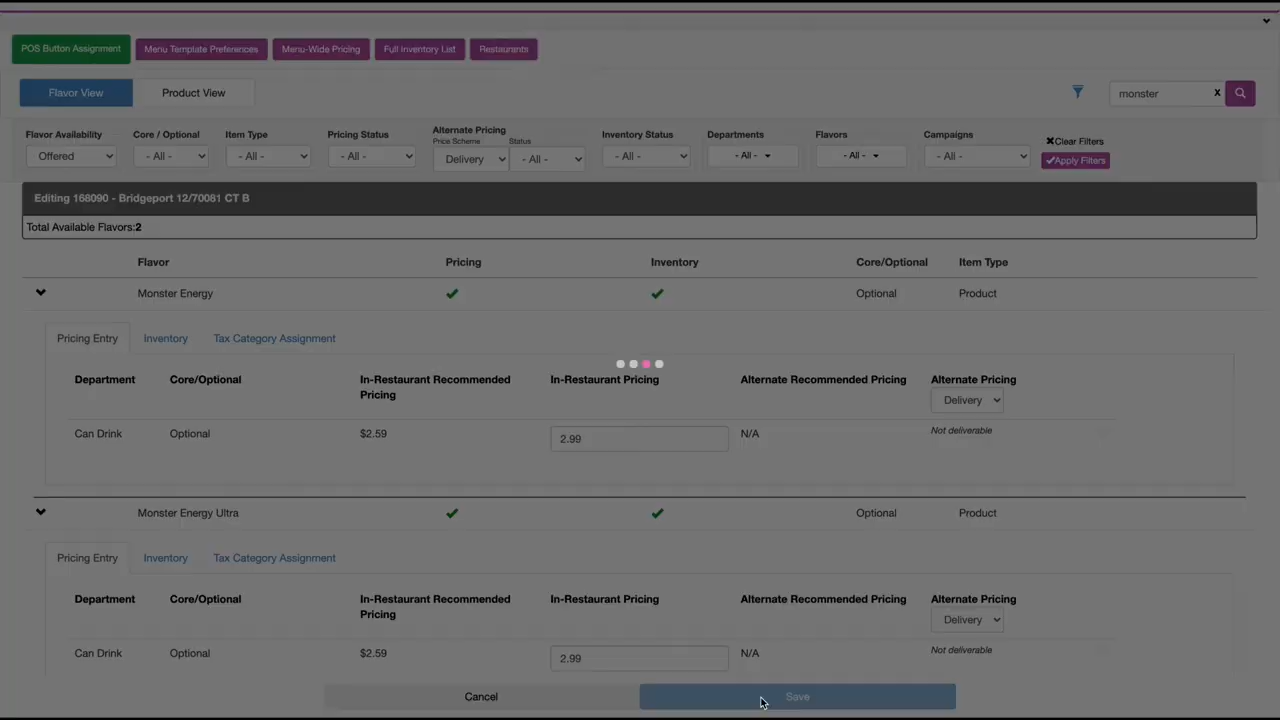 POS Button Assignment Menu Template Preferences Menu-Wide Pricing Full Inventory List Restaurants
Flavor View Product View monster x
Flavor Availability Core / Optional Item Type Pricing Status Alternate Pricing Inventory Status Departments Flavors Campaigns
Price Scheme Status Clear Filters
Offered - All - - All - - All - Delivery - All - - All - - All - - All - - All - Apply Filters
Editing 168090 - Bridgeport 12/70081 CT B
Total Available Flavors:2
Flavor Pricing Inventory Core/Optional Item Type
Monster Energy Optional Product
Pricing Entry Inventory Tax Category Assignment
Department Core/Optional In-Restaurant Recommended In-Restaurant Pricing Alternate Recommended Pricing Alternate Pricing
Pricing Delivery
Can Drink Optional $2.59 2.99 N/A Not deliverable
Monster Energy Ultra Optional Product
Pricing Entry Inventory Tax Category Assignment
Department Core/Optional In-Restaurant Recommended In-Restaurant Pricing Alternate Recommended Pricing Alternate Pricing
Pricing Delivery
Can Drink Optional $2.59 2.99 N/A Not deliverable
Cancel Save